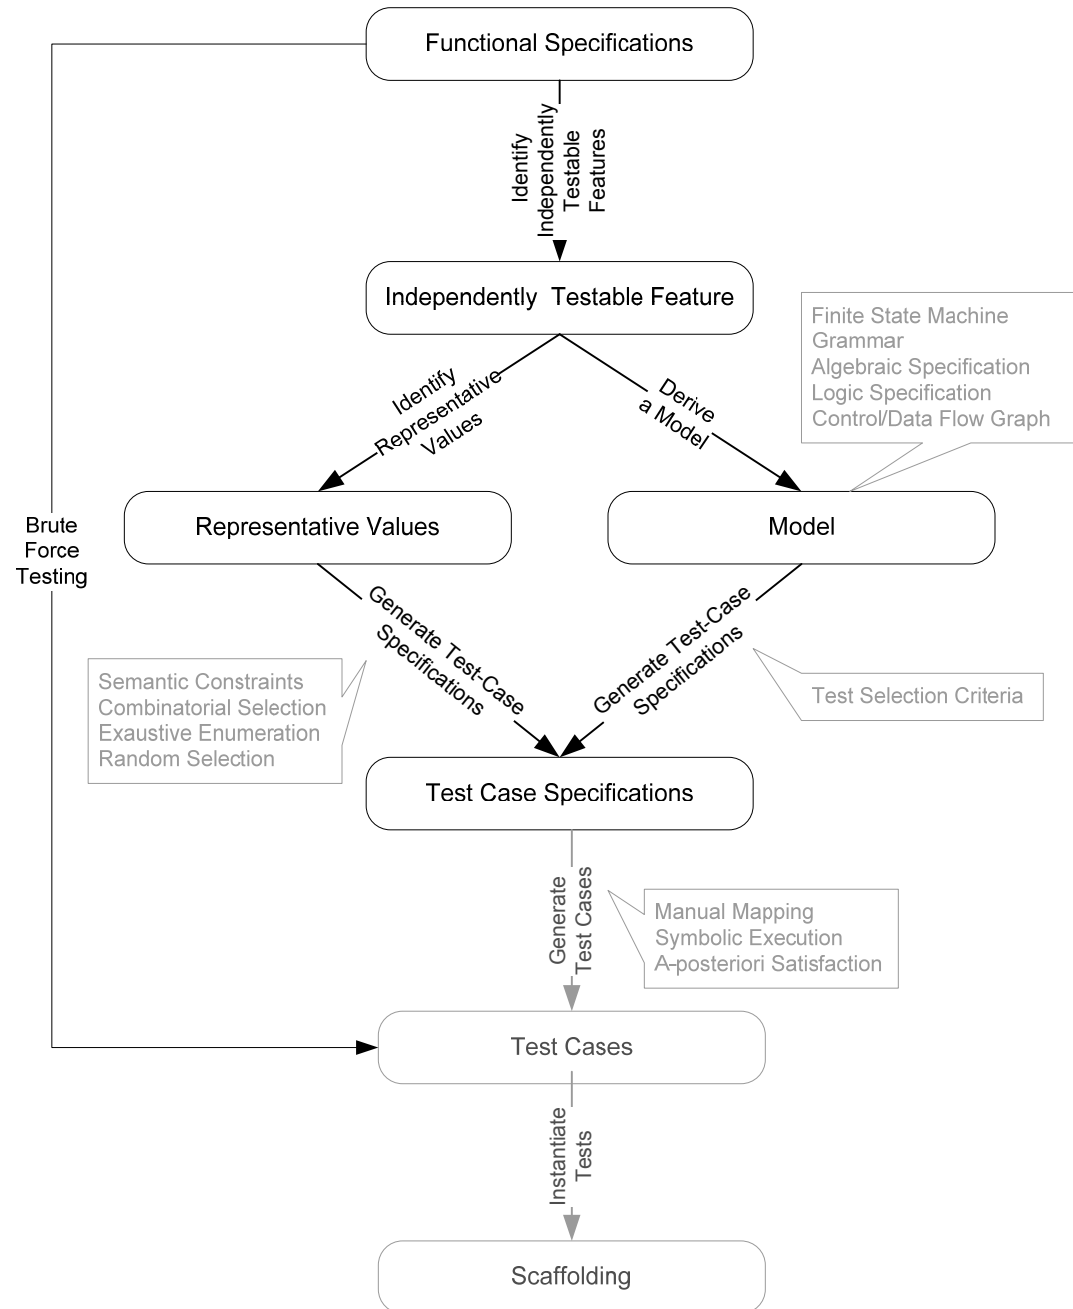 Functional Specifications
Identify
Independently
Testable
Features
Independently Testable Feature
Finite State Machine
Grammar
Algebraic Specification
Logic Specification
Control/Data Flow Graph
Identify
Representative
Values
Derive
a Model
Representative Values
Model
Brute
Force
Testing
Generate Test-Case
Specifications
Generate Test-Case
Specifications
Semantic Constraints
Combinatorial Selection
Exaustive Enumeration
Random Selection
Test Selection Criteria
Test Case Specifications
Generate
Test Cases
Manual Mapping
Symbolic Execution
A-posteriori Satisfaction
Test Cases
Instantiate
Tests
Scaffolding